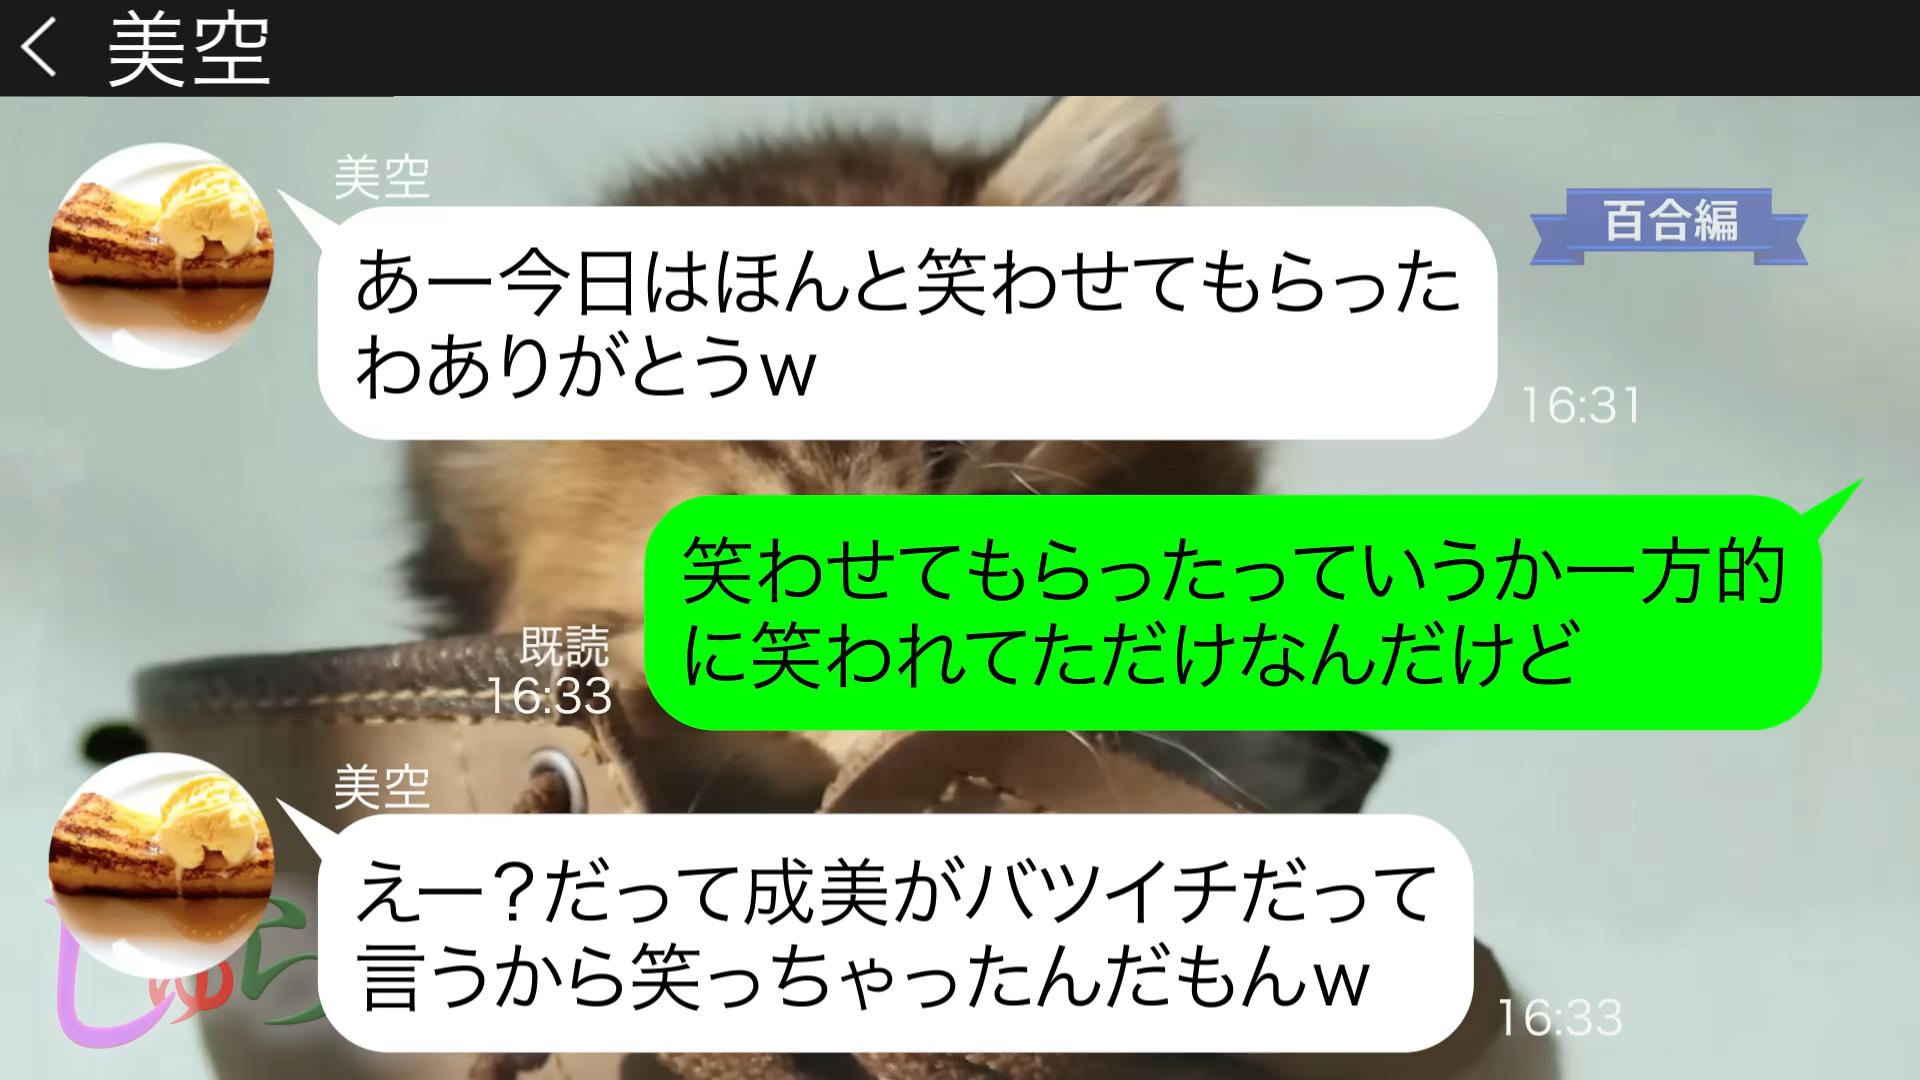 美空
美空
百合編
あー今日はほんと笑わせてもらった
わありがとうw
16:31
笑わせてもらったっていうか一方的
に笑われてただけなんだけど
既読
16:33
美空
えー?だって成美がバツイチだって
言うから笑っちゃったんだもんw
16:33
しゅら